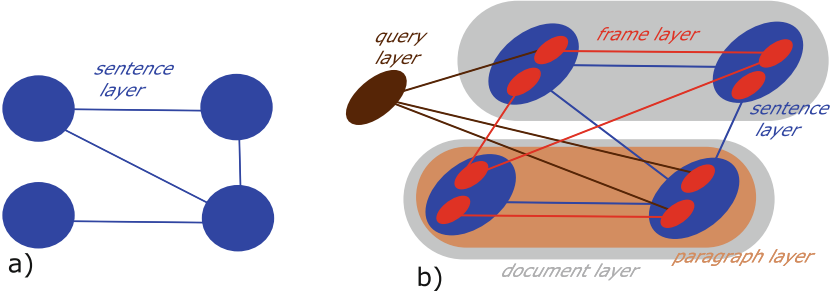 sentence
layer
a)
query
layer
frame layer
sentence
layer
paragraph layer
document layer
b)